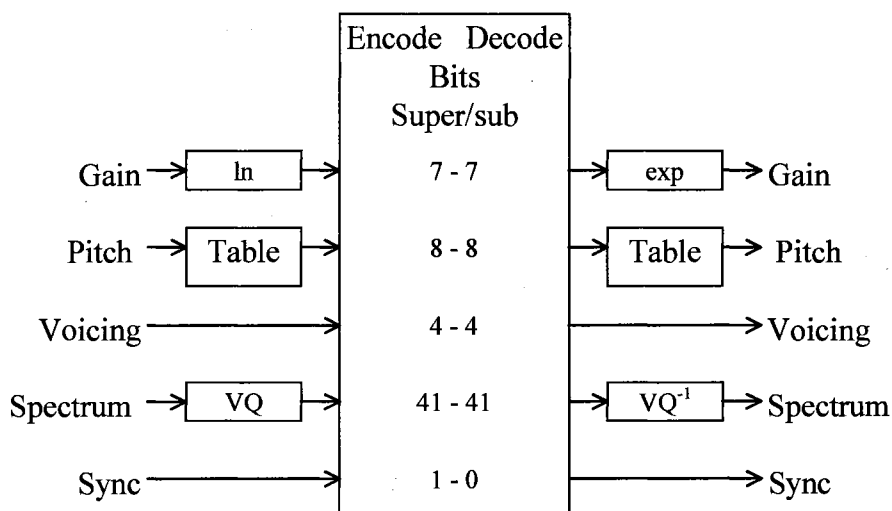 Encode Decode
Bits
Super/sub
Gain ln 7 - 7 exp Gain
Pitch Table 8 - 8 Table Pitch
Voicing 4 - 4 Voicing
Spectrum VQ 41 - 41 VQ⁻¹ Spectrum
Sync 1 - 0 Sync